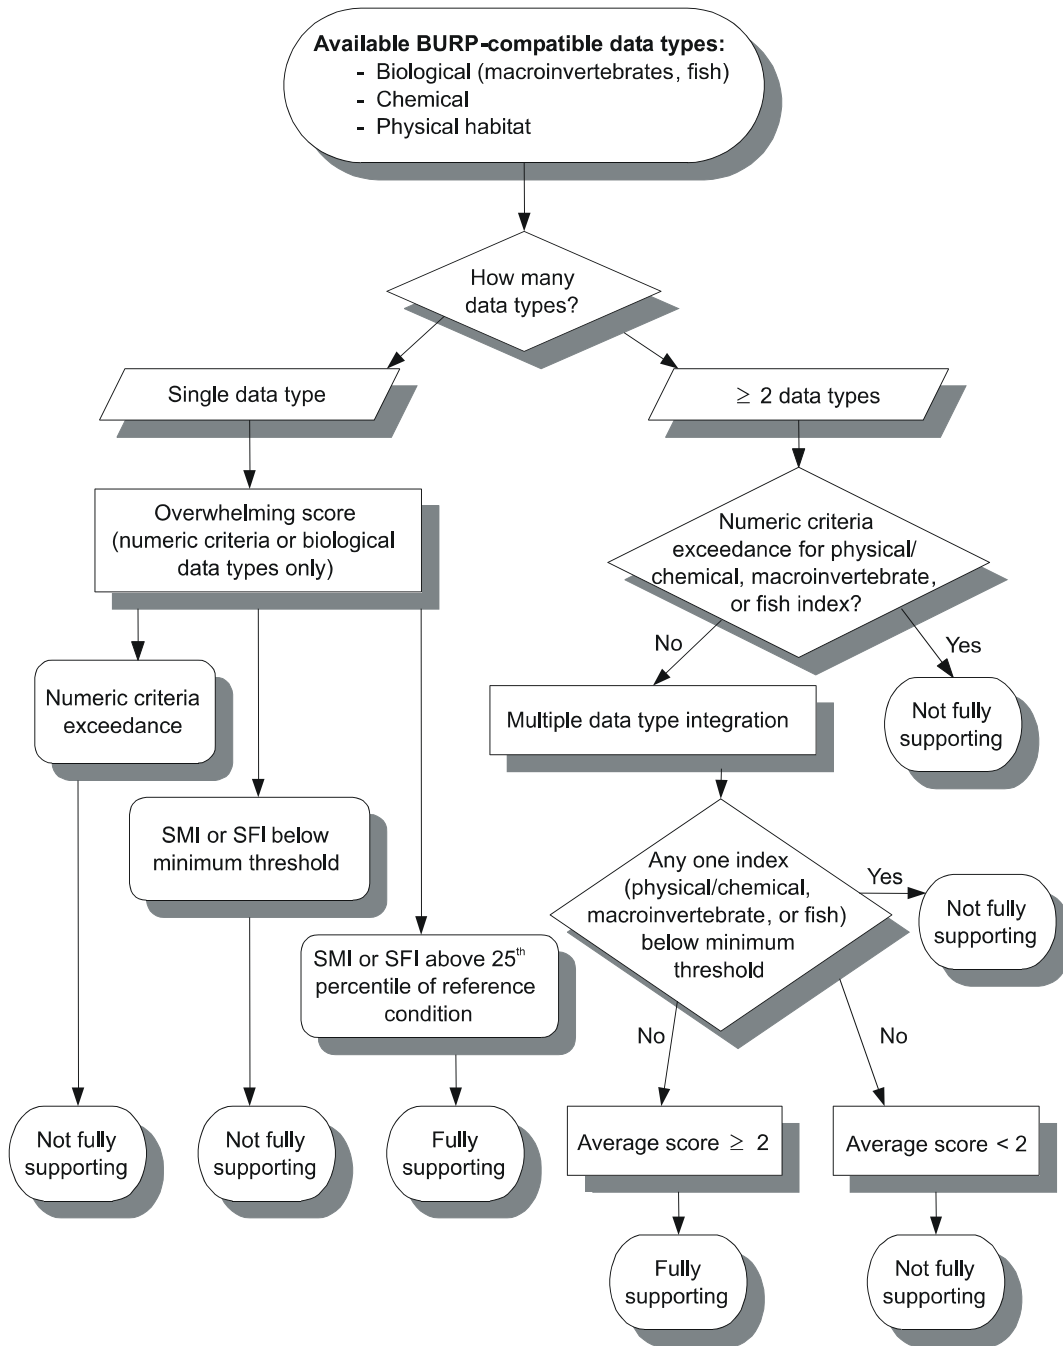 Available BURP-compatible data types:
- Biological (macroinvertebrates, fish)
- Chemical
- Physical habitat
How many
data types?
Single data type
≥ 2 data types
Overwhelming score
(numeric criteria or biological
data types only)
Numeric criteria
exceedance for physical/
chemical, macroinvertebrate,
or fish index?
No
Yes
Numeric criteria
exceedance
Multiple data type integration
Not fully
supporting
SMI or SFI below
minimum threshold
Any one index
(physical/chemical,
macroinvertebrate, or fish)
below minimum
threshold
Yes
Not fully
supporting
SMI or SFI above 25th
percentile of reference
condition
No
No
Not fully
supporting
Not fully
supporting
Fully
supporting
Average score ≥ 2
Average score < 2
Fully
supporting
Not fully
supporting